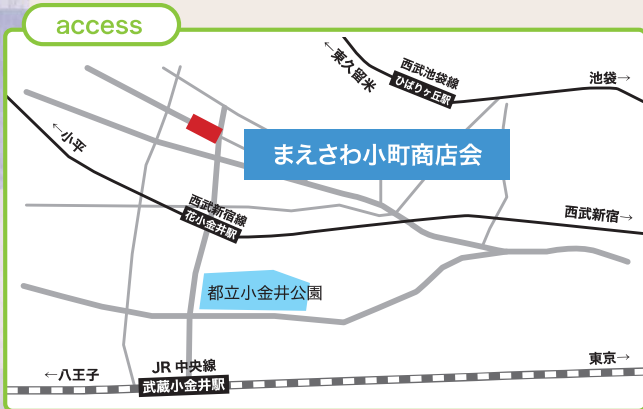 access
←東久留米
西武池袋線
ひばりヶ丘駅
池袋→
←小平
まえさわ小町商店会
西武新宿線
花小金井駅
西武新宿→
都立小金井公園
JR 中央線
武蔵小金井駅
←八王子
東京→